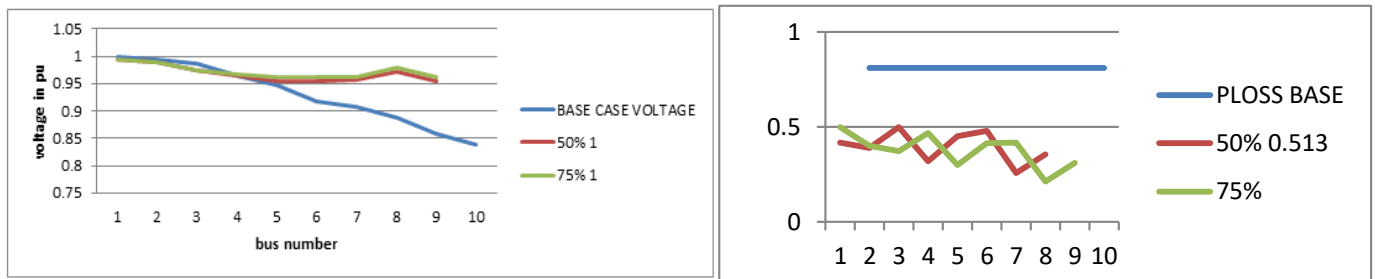 1.05
1
0.95
0.9
0.85
0.8
0.75
voltage in pu
1 2 3 4 5 6 7 8 9 10
bus number
BASE CASE VOLTAGE
50% 1
75% 1
1
0.5
0
1 2 3 4 5 6 7 8 9 10
PLOSS BASE
50% 0.513
75%